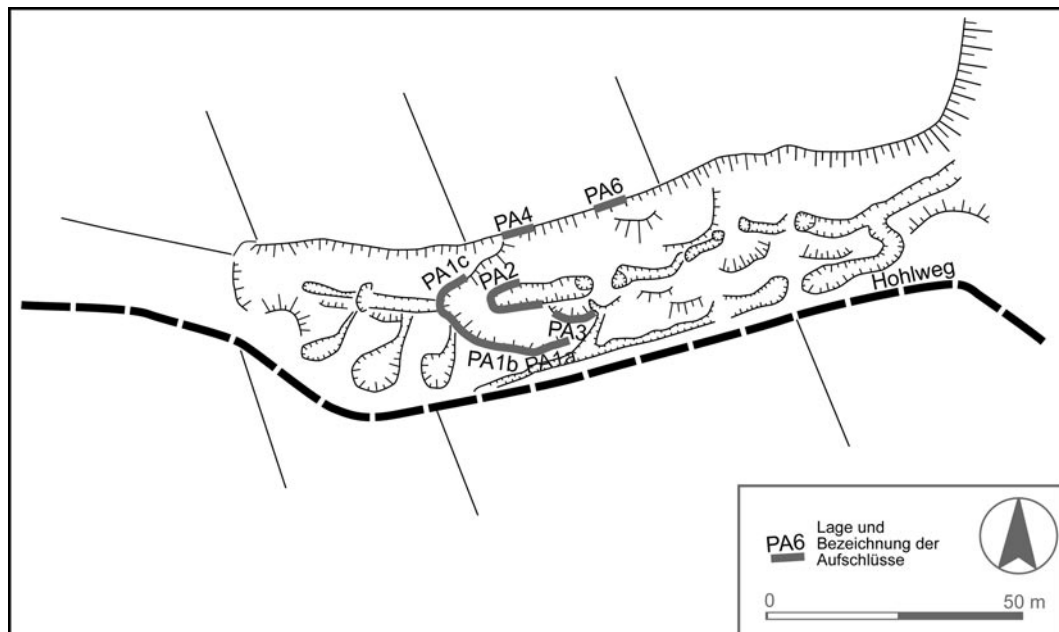 PA6
PA4
PA1c
PA2
Hohlweg
PA3
PA1b
PA1a
PA6
Lage und
Bezeichnung der
Aufschlüsse
0
50 m